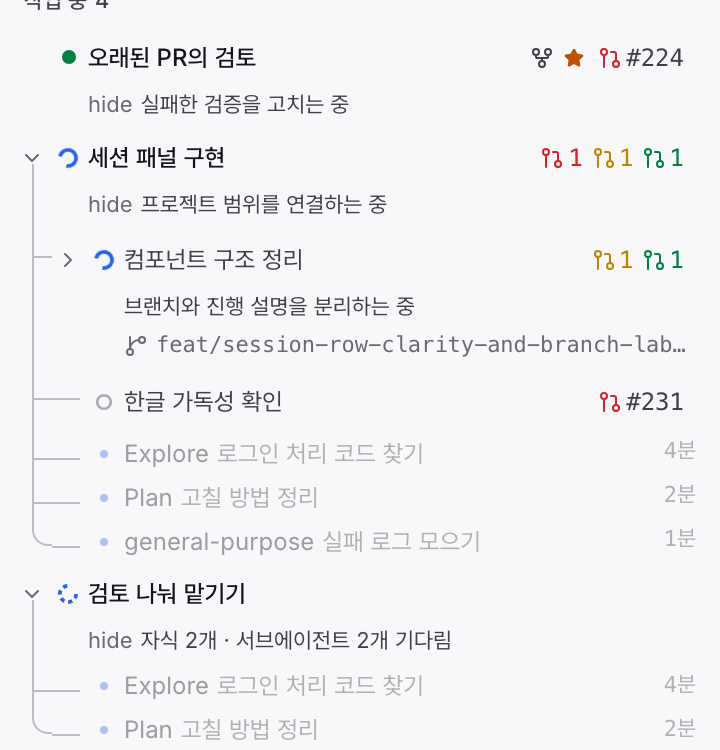 작업 중 4
오래된 PR의 검토 #224
hide 실패한 검증을 고치는 중
세션 패널 구현 1 1 1
hide 프로젝트 범위를 연결하는 중
컴포넌트 구조 정리 1 1
브랜치와 진행 설명을 분리하는 중
feat/session-row-clarity-and-branch-lab…
한글 가독성 확인 #231
Explore 로그인 처리 코드 찾기 4분
Plan 고칠 방법 정리 2분
general-purpose 실패 로그 모으기 1분
검토 나눠 맡기기
hide 자식 2개 · 서브에이전트 2개 기다림
Explore 로그인 처리 코드 찾기 4분
Plan 고칠 방법 정리 2분